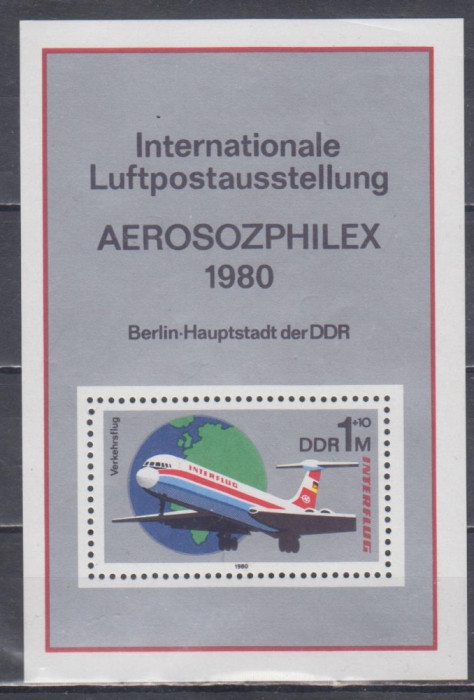 Internationale
Luftpostausstellung
AEROSOZPHILEX
1980
Berlin·Hauptstadt der DDR
Verkehrsflug
DDR 1+10 M
INTERFLUG
INTERFLUG
1980